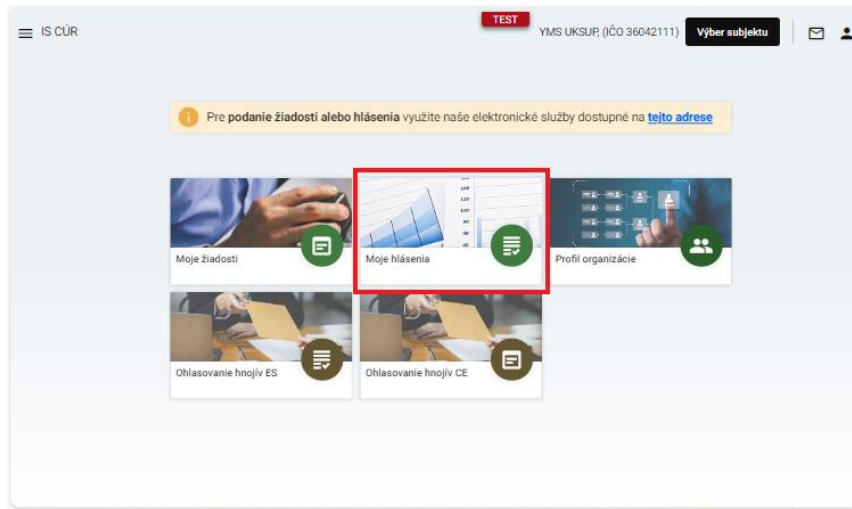 TEST
IS CÚR
YMS UKSUP, (IČO 36042111)
Výber subjektu
Pre podanie žiadosti alebo hlásenia využite naše elektronické služby dostupné na tejto adrese
Moje žiadosti
Moje hlásenia
Profil organizácie
Ohlasovanie hnojív ES
Ohlasovanie hnojív CE